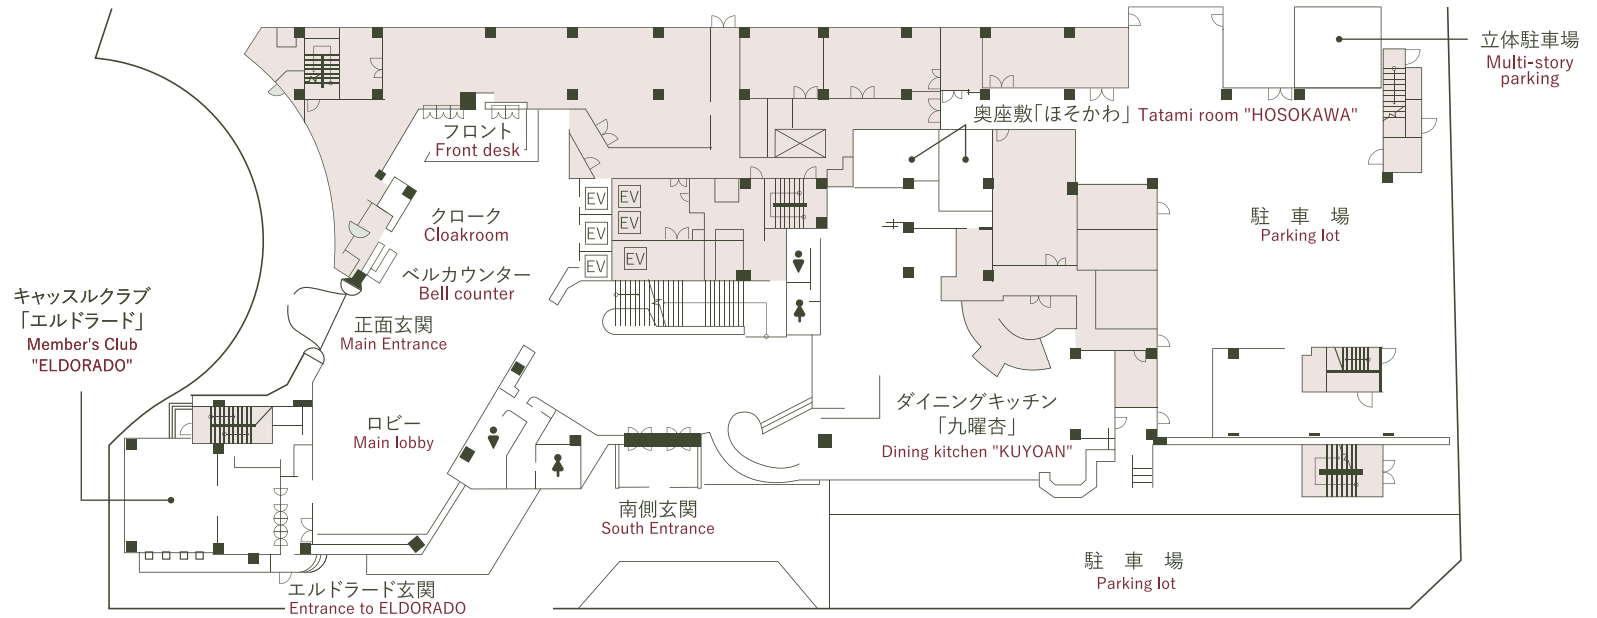 立体駐車場
Multi-story
parking
奥座敷「ほそかわ」 Tatami room "HOSOKAWA"
フロント
Front desk
クローク
Cloakroom
EV
EV
EV
EV
EV
EV
駐 車 場
Parking lot
ベルカウンター
Bell counter
キャッスルクラブ
「エルドラード」
Member's Club
"ELDORADO"
正面玄関
Main Entrance
ロビー
Main lobby
ダイニングキッチン
「九曜杏」
Dining kitchen "KUYOAN"
南側玄関
South Entrance
駐 車 場
Parking lot
エルドラード玄関
Entrance to ELDORADO